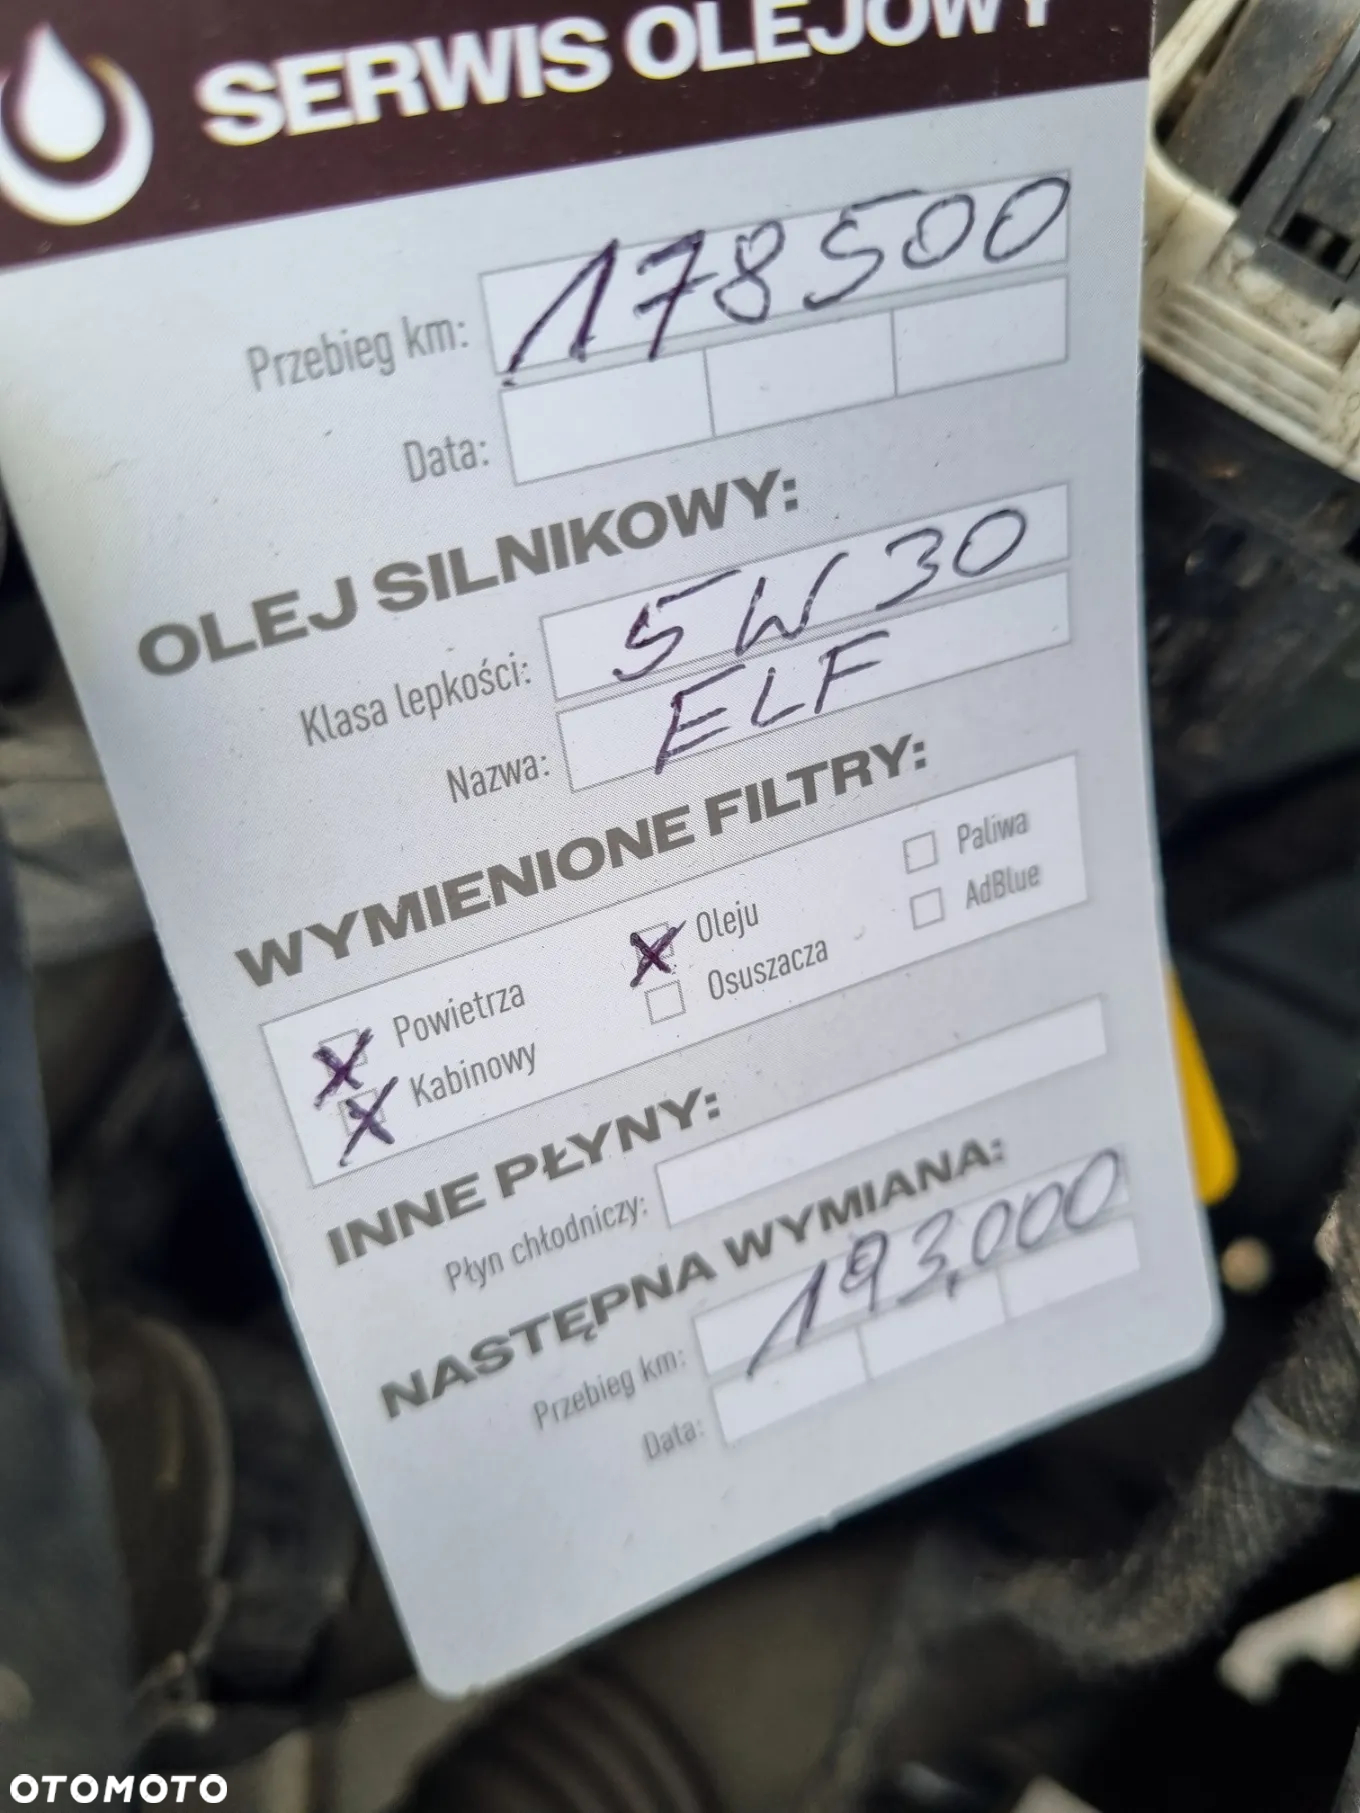 SERWIS OLEJOWY
Przebieg km: 178500
Data:
OLEJ SILNIKOWY:
Klasa lepkości: 5W30
Nazwa: ELF
WYMIENIONE FILTRY:
X Powietrza X Oleju Paliwa
X Kabinowy Osuszacza AdBlue
INNE PŁYNY:
Płyn chłodniczy:
NASTĘPNA WYMIANA:
Przebieg km: 193,000
Data:
OTOMOTO